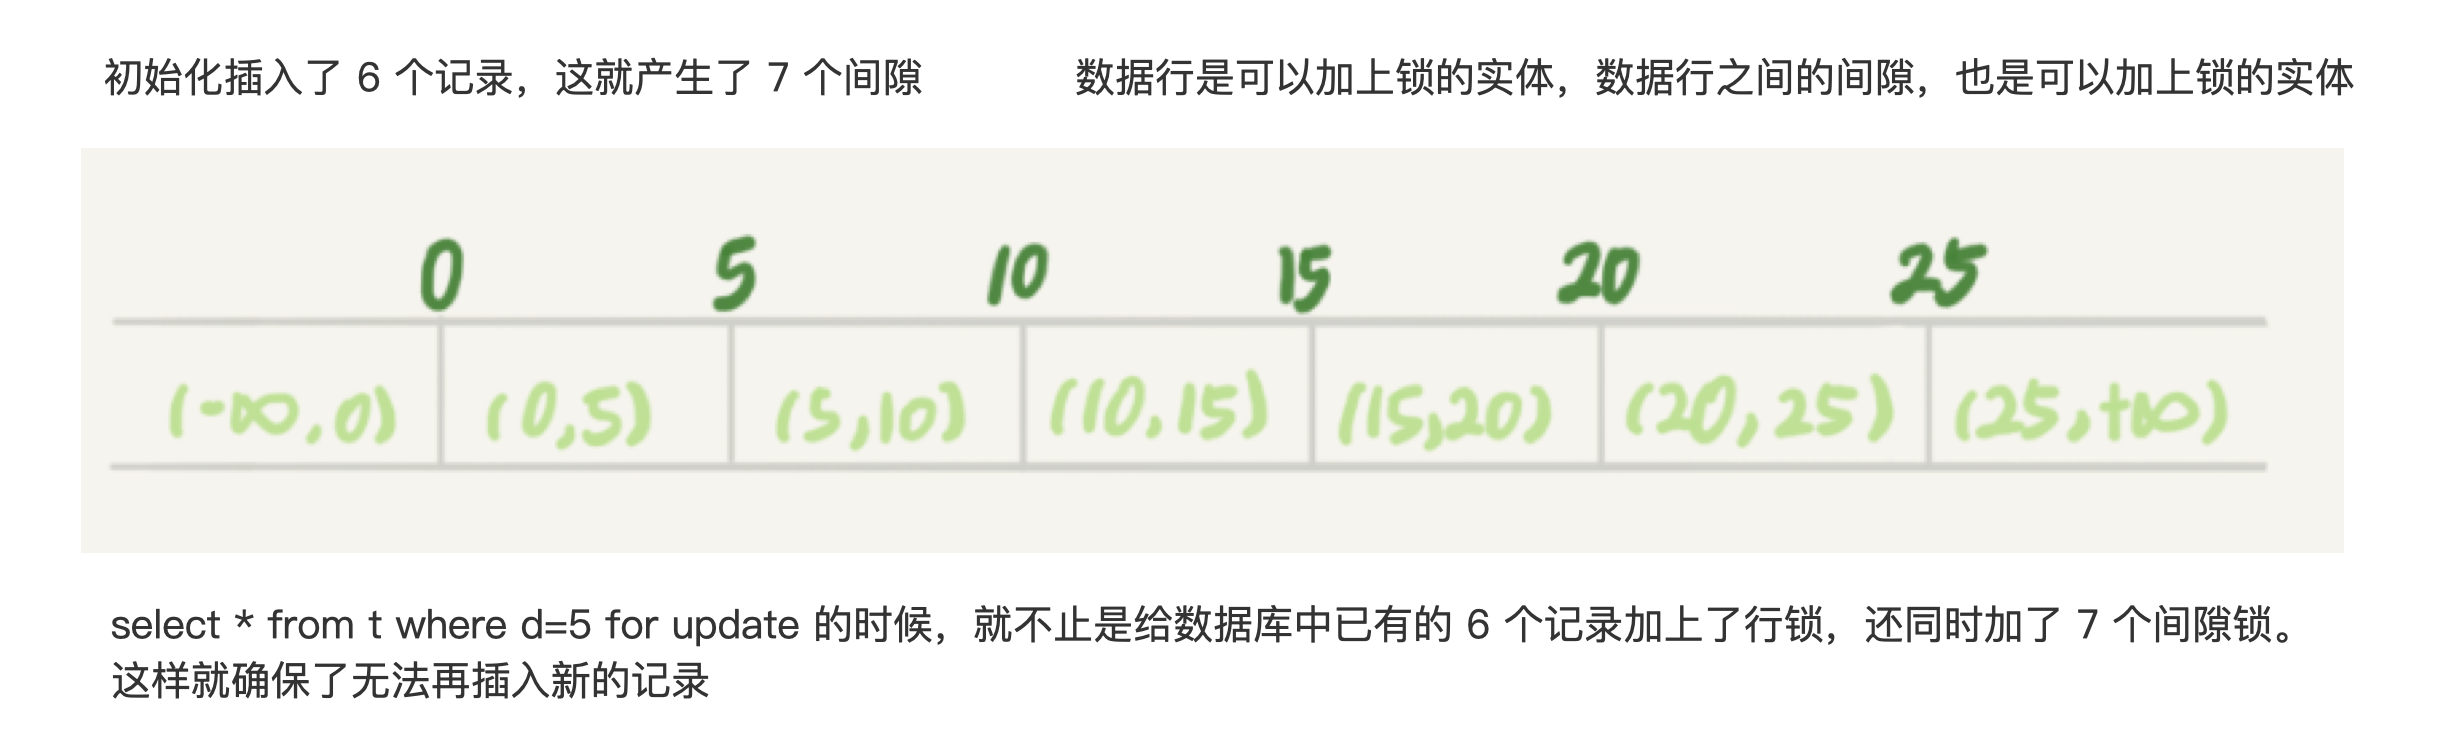 初始化插入了 6 个记录，这就产生了 7 个间隙
数据行是可以加上锁的实体，数据行之间的间隙，也是可以加上锁的实体
0 5 10 15 20 25
(-∞,0) (0,5) (5,10) (10,15) (15,20) (20,25) (25,+∞)
select * from t where d=5 for update 的时候，就不止是给数据库中已有的 6 个记录加上了行锁，还同时加了 7 个间隙锁。
这样就确保了无法再插入新的记录